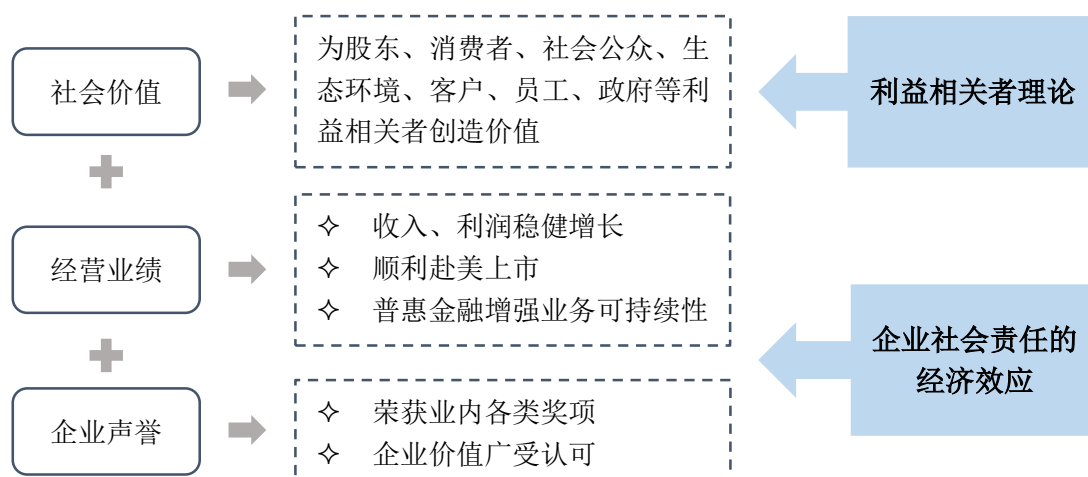 社会价值
为股东、消费者、社会公众、生
态环境、客户、员工、政府等利
益相关者创造价值
利益相关者理论
经营业绩
✧ 收入、利润稳健增长
✧ 顺利赴美上市
✧ 普惠金融增强业务可持续性
企业社会责任的
经济效应
企业声誉
✧ 荣获业内各类奖项
✧ 企业价值广受认可